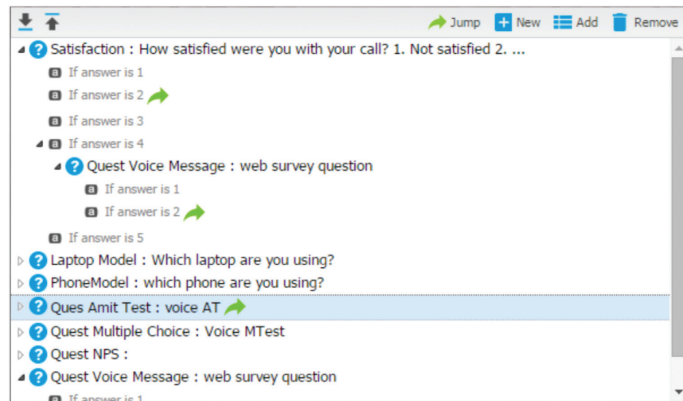 Jump New Add Remove
Satisfaction : How satisfied were you with your call? 1. Not satisfied 2. ...
a If answer is 1
a If answer is 2
a If answer is 3
a If answer is 4
Quest Voice Message : web survey question
a If answer is 1
a If answer is 2
a If answer is 5
Laptop Model : Which laptop are you using?
PhoneModel : which phone are you using?
Ques Amit Test : voice AT
Quest Multiple Choice : Voice MTest
Quest NPS :
Quest Voice Message : web survey question
a If answer is 1